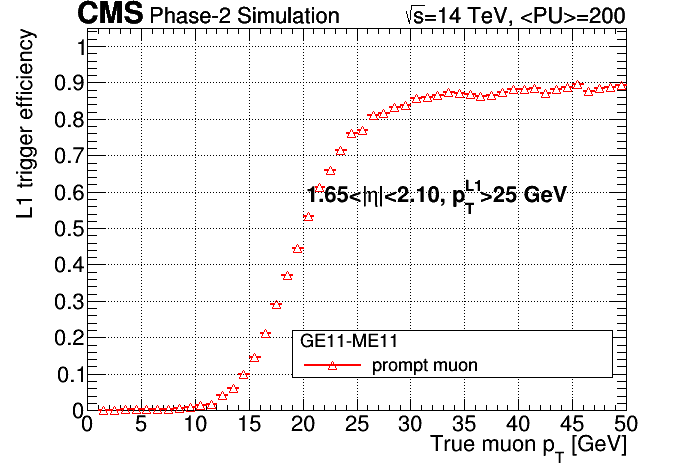 CMS Phase-2 Simulation √s=14 TeV, <PU>=200
L1 trigger efficiency
1
0.9
0.8
0.7
0.6
0.5
0.4
0.3
0.2
0.1
0
1.65<|η|<2.10, p_T^L1>25 GeV
GE11-ME11
prompt muon
0 5 10 15 20 25 30 35 40 45 50
True muon p_T [GeV]